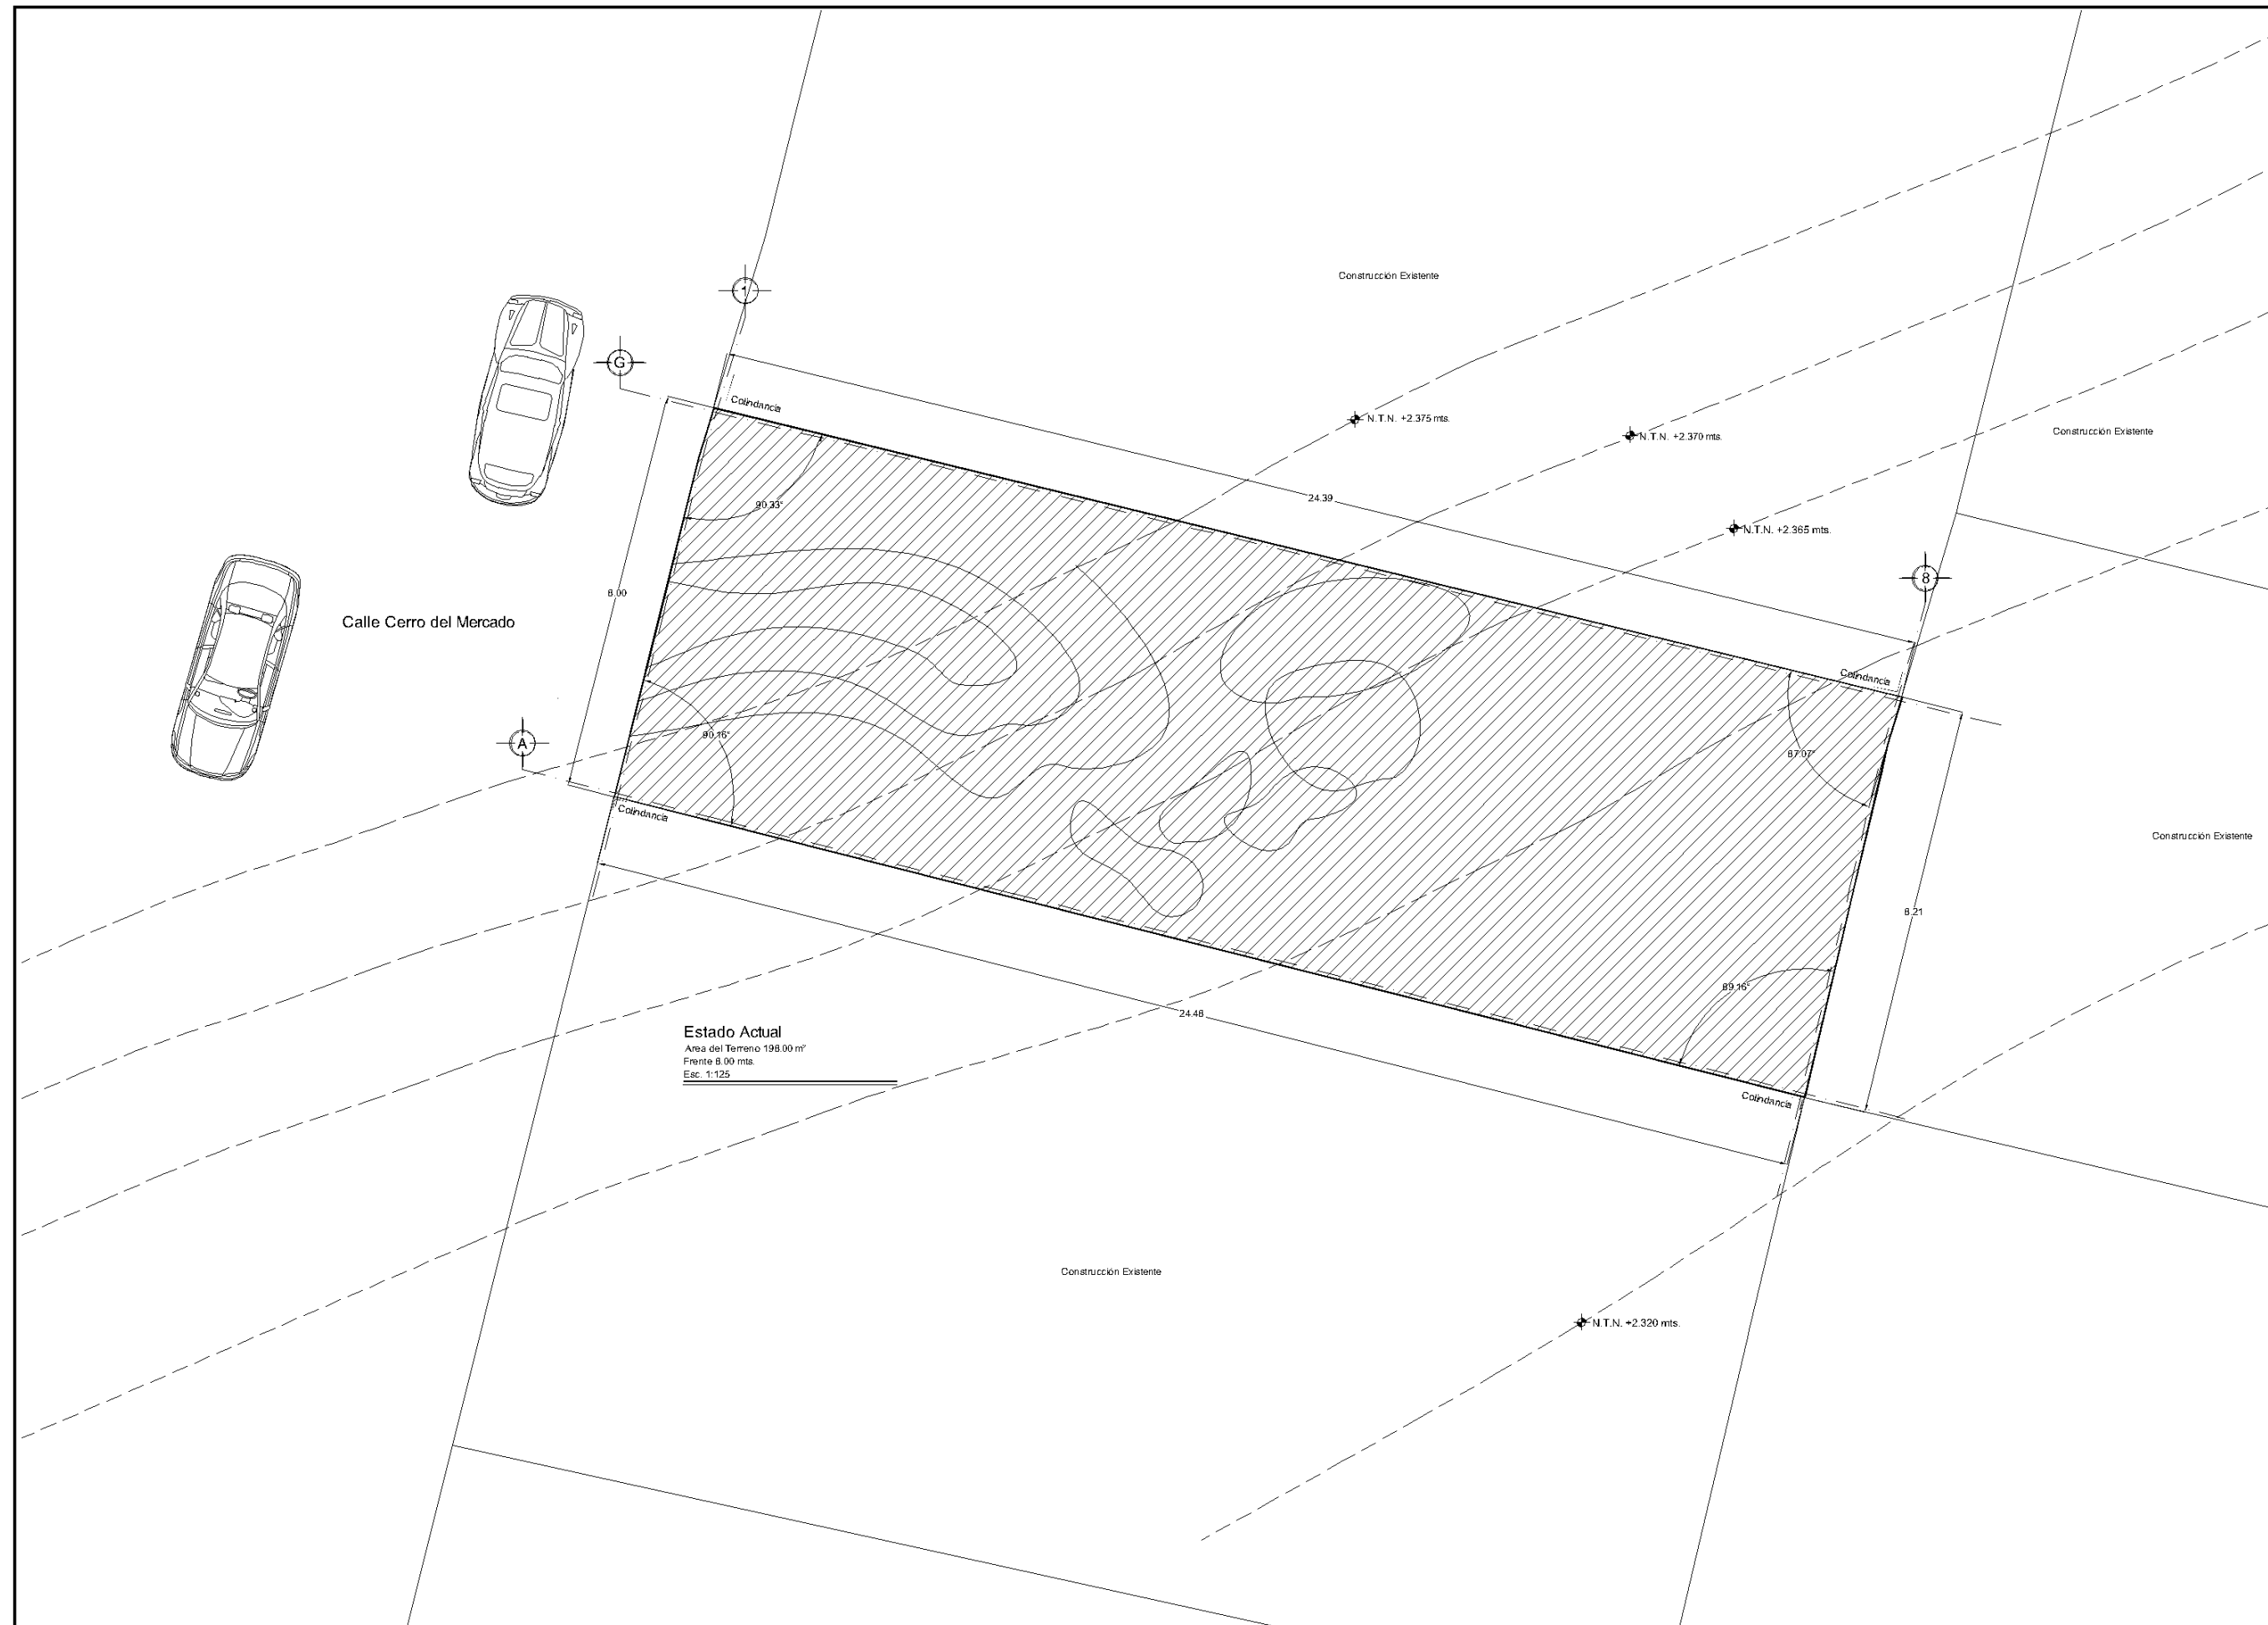 1
Construcción Existente
G
Colindancia
N.T.N. +2.375 mts.
N.T.N. +2.370 mts.
Construcción Existente
24.39
90.33°
N.T.N. +2.365 mts.
8
8.00
Calle Cerro del Mercado
Colindancia
A
90.16°
87.07°
Colindancia
Construcción Existente
8.21
89.16°
24.48
Estado Actual
Area del Terreno 198.00 m²
Frente 8.00 mts.
Esc. 1:125
Colindancia
Construcción Existente
N.T.N. +2.320 mts.